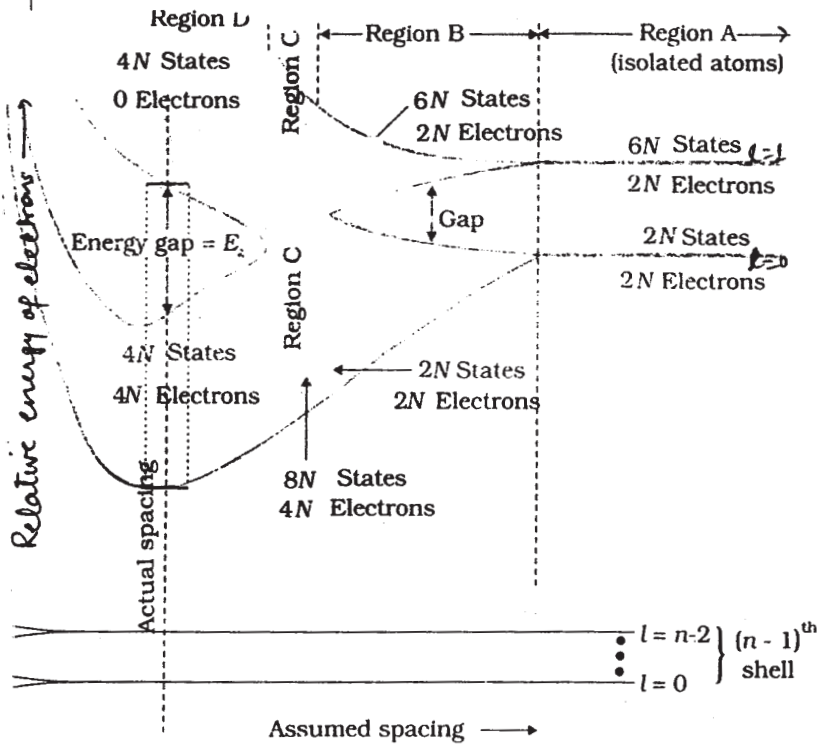 Region D
4N States
0 Electrons
Region C
Region B
Region A
(isolated atoms)
6N States
2N Electrons
6N States l=1
2N Electrons
Gap
2N States l=0
2N Electrons
Energy gap =
Region C
4N States
4N Electrons
2N States
2N Electrons
8N States
4N Electrons
Relative energy of electrons
Actual spacing
l = n-2
(n - 1)th
shell
l = 0
Assumed spacing